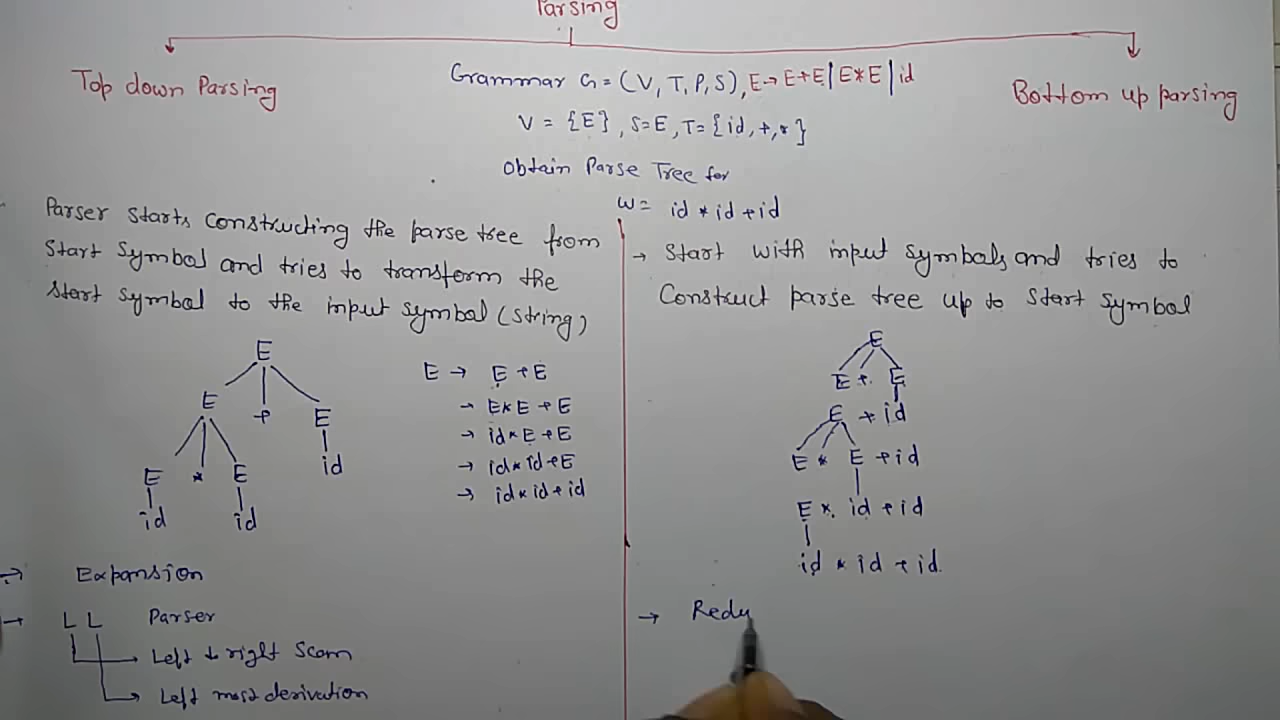 Parsing
Top down Parsing
Grammar G = (V, T, P, S), E → E + E | E * E | id
Bottom up parsing
V = {E}, S=E, T= {id, +, *}
Obtain Parse Tree for
w = id * id + id
Parser starts constructing the parse tree from
start symbol and tries to transform the
start symbol to the input symbol (string)
→ Start with input symbols and tries to
Construct parse tree up to start symbol
E
E + E
E * E id
id id
E → E + E
→ E * E + E
→ id * E + E
→ id * id + E
→ id * id + id
E
E + E
E + id
E * E + id
E * id + id
id * id + id
→ Expansion
→ LL Parser
→ Left to right Scan
→ Left most derivation
→ Redu